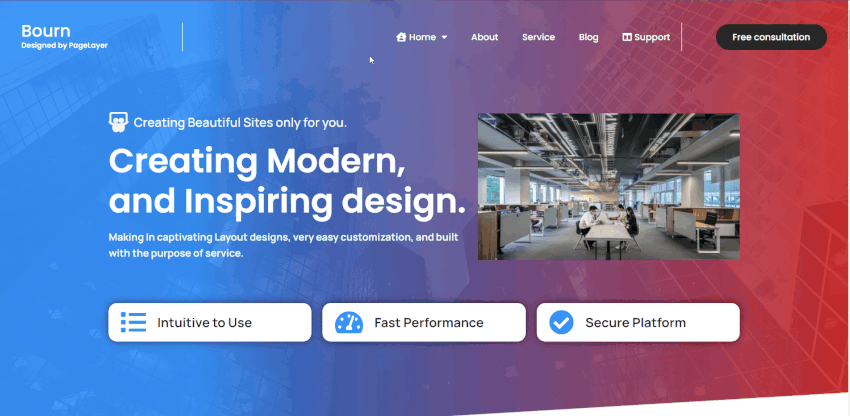 Bourn
Designed by PageLayer
Home
About
Service
Blog
Support
Free consultation
Creating Beautiful Sites only for you.
Creating Modern,
and Inspiring design.
Making In captivating Layout designs, very easy customization, and built
with the purpose of service.
Intuitive to Use
Fast Performance
Secure Platform